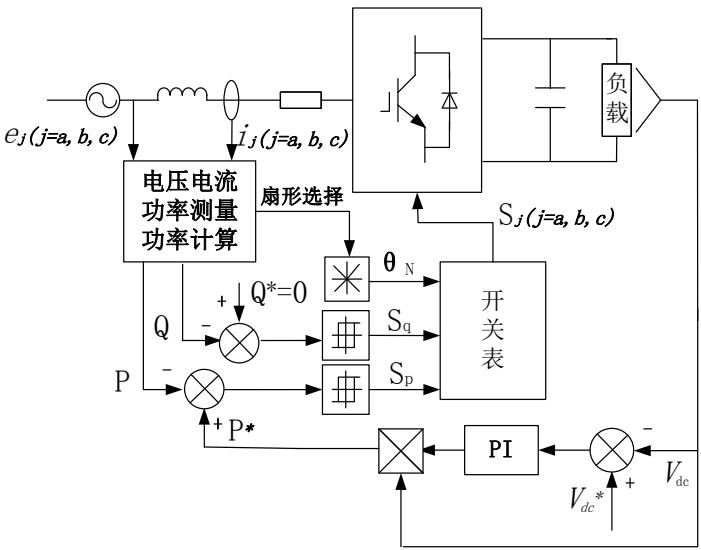 负载
ej(j=a,b,c)
ij(j=a,b,c)
电压电流
功率测量
功率计算
扇形选择
Sj(j=a,b,c)
θN
Q*=0
+
-
Q
Sq
开关表
P
-
Sp
+
P*
PI
-
Vdc
+
Vdc*